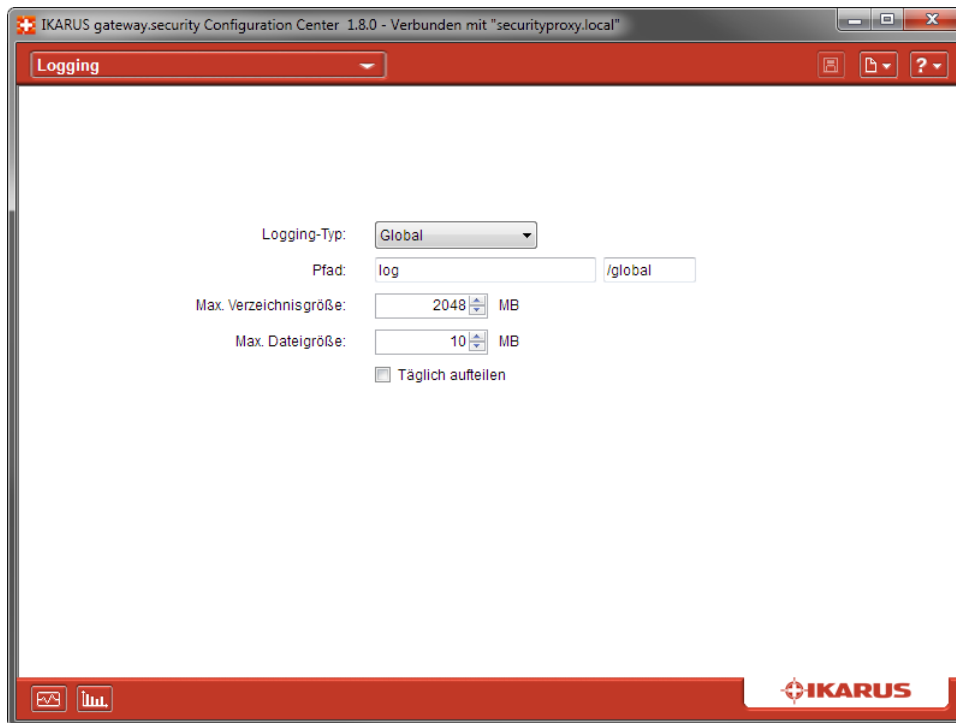 IKARUS gateway.security Configuration Center 1.8.0 - Verbunden mit "securityproxy.local"
Logging
?
Logging-Typ: Global
Pfad: log /global
Max. Verzeichnisgröße: 2048 MB
Max. Dateigröße: 10 MB
Täglich aufteilen
IKARUS